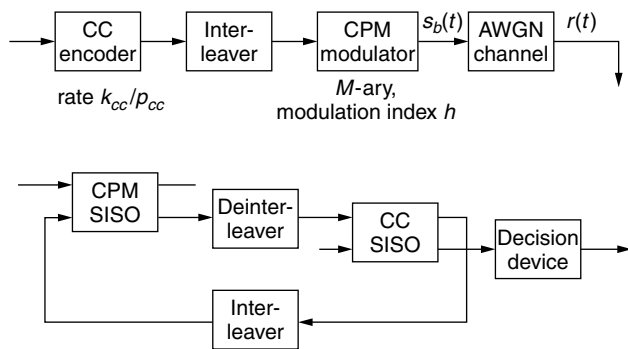 CC
encoder
Inter-
leaver
CPM
modulator
s_b(t)
AWGN
channel
r(t)
rate k_cc/p_cc
M-ary,
modulation index h
CPM
SISO
Deinter-
leaver
CC
SISO
Decision
device
Inter-
leaver